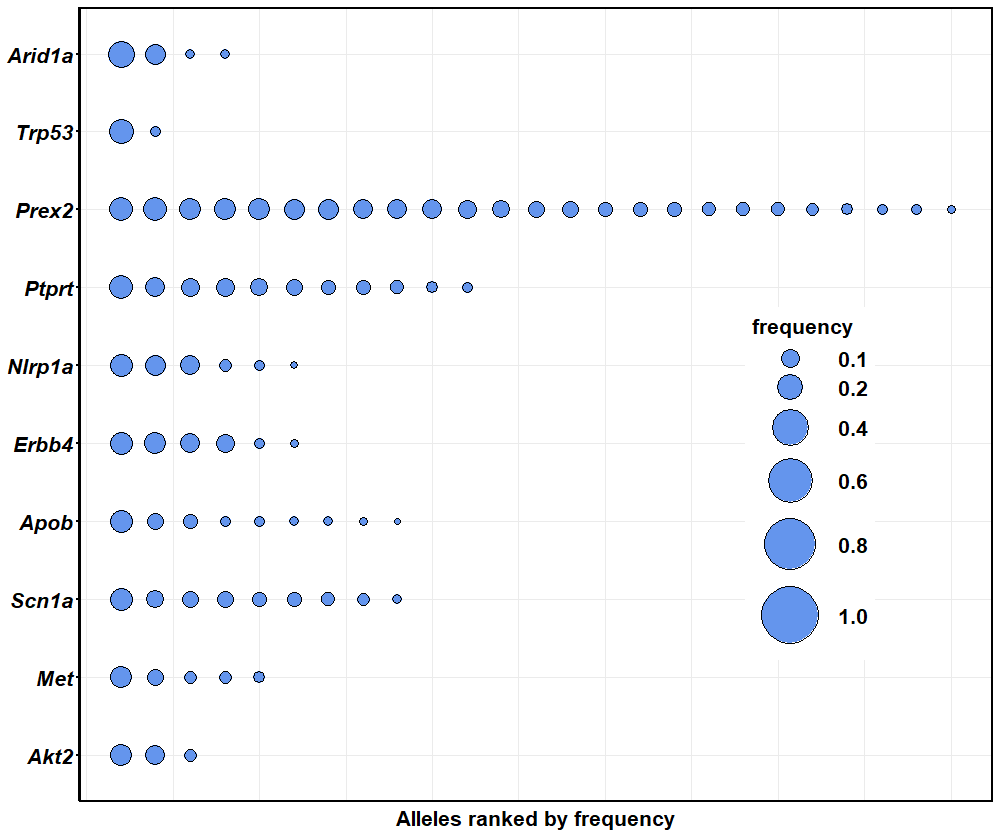 Arid1a
Trp53
Prex2
Ptprt
Nlrp1a
Erbb4
Apob
Scn1a
Met
Akt2
frequency
0.1
0.2
0.4
0.6
0.8
1.0
Alleles ranked by frequency